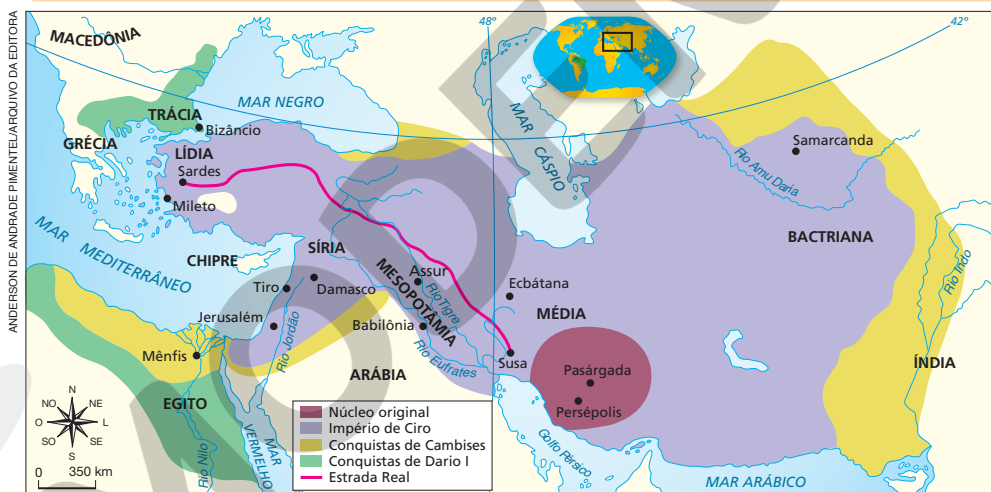 ANDERSON DE ANDRADE PIMENTEL/ARQUIVO DA EDITORA
48°
42°
MACEDÔNIA
MAR NEGRO
TRÁCIA
Bizâncio
GRÉCIA
LÍDIA
Sardes
Mileto
MAR CÁSPIO
Samarcanda
Rio Amu Daria
BACTRIANA
MAR MEDITERRÂNEO
CHIPRE
SÍRIA
Tiro
Damasco
MESOPOTÂMIA
Assur
Rio Tigre
Ecbátana
MÉDIA
Rio Indo
Jerusalém
Rio Jordão
Babilônia
Rio Eufrates
Susa
Mênfis
ARÁBIA
Pasárgada
Persépolis
ÍNDIA
EGITO
Rio Nilo
MAR VERMELHO
Golfo Pérsico
MAR ARÁBICO
N
NO
NE
O
L
SO
SE
S
0 350 km
Núcleo original
Império de Ciro
Conquistas de Cambises
Conquistas de Dario I
Estrada Real